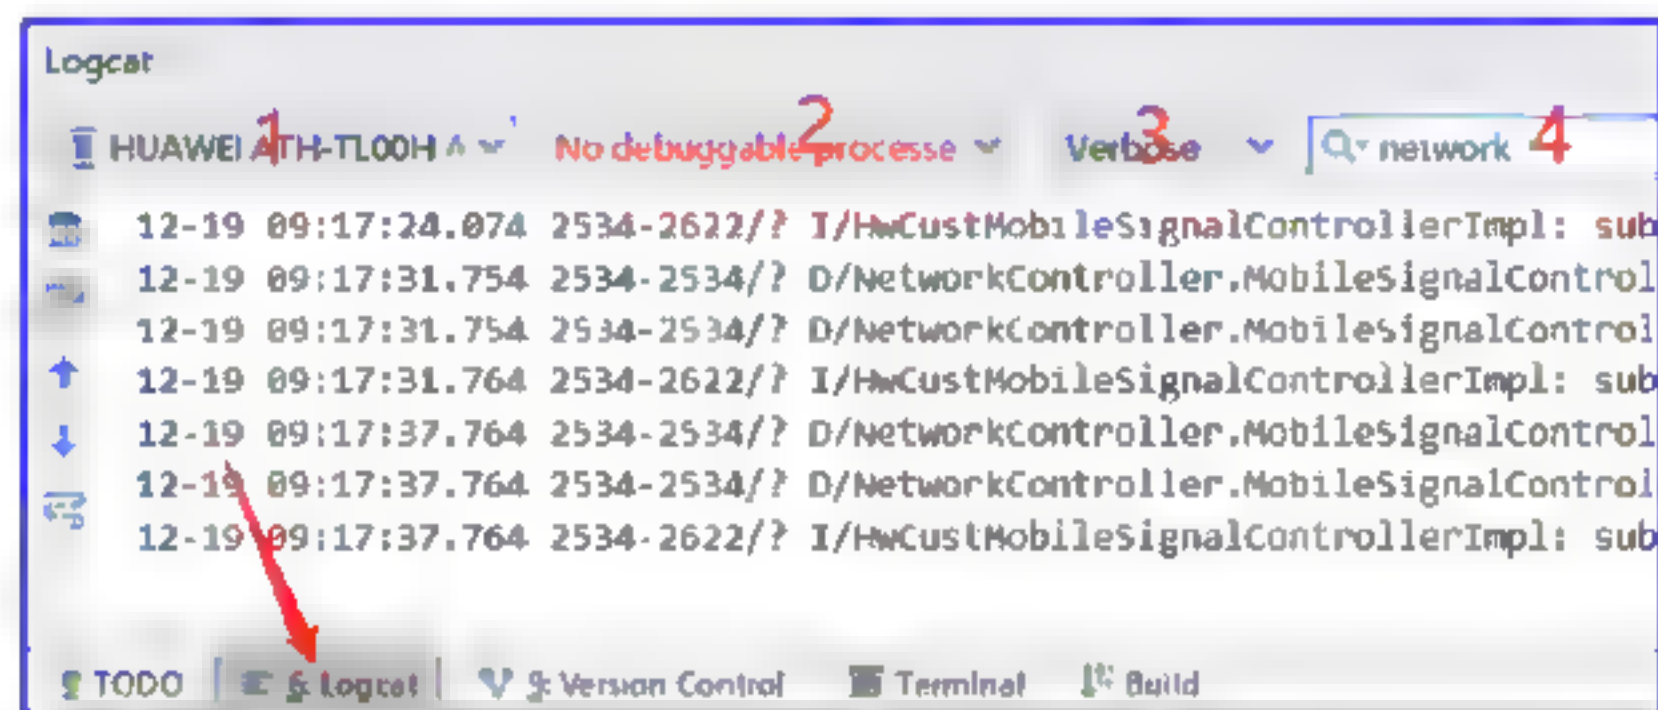 Logcat
HUAWEI ATH-TL00H A No debuggable processe Verbose network
1 2 3 4
12-19 09:17:24.074 2534-2622/? I/HwCustMobileSignalControllerImpl: sub
12-19 09:17:31.754 2534-2534/? D/NetworkController.MobileSignalControl
12-19 09:17:31.754 2534-2534/? D/NetworkController.MobileSignalControl
12-19 09:17:31.764 2534-2622/? I/HwCustMobileSignalControllerImpl: sub
12-19 09:17:37.764 2534-2534/? D/NetworkController.MobileSignalControl
12-19 09:17:37.764 2534-2534/? D/NetworkController.MobileSignalControl
12-19 09:17:37.764 2534-2622/? I/HwCustMobileSignalControllerImpl: sub
TODO 6: Logcat 9: Version Control Terminal Build